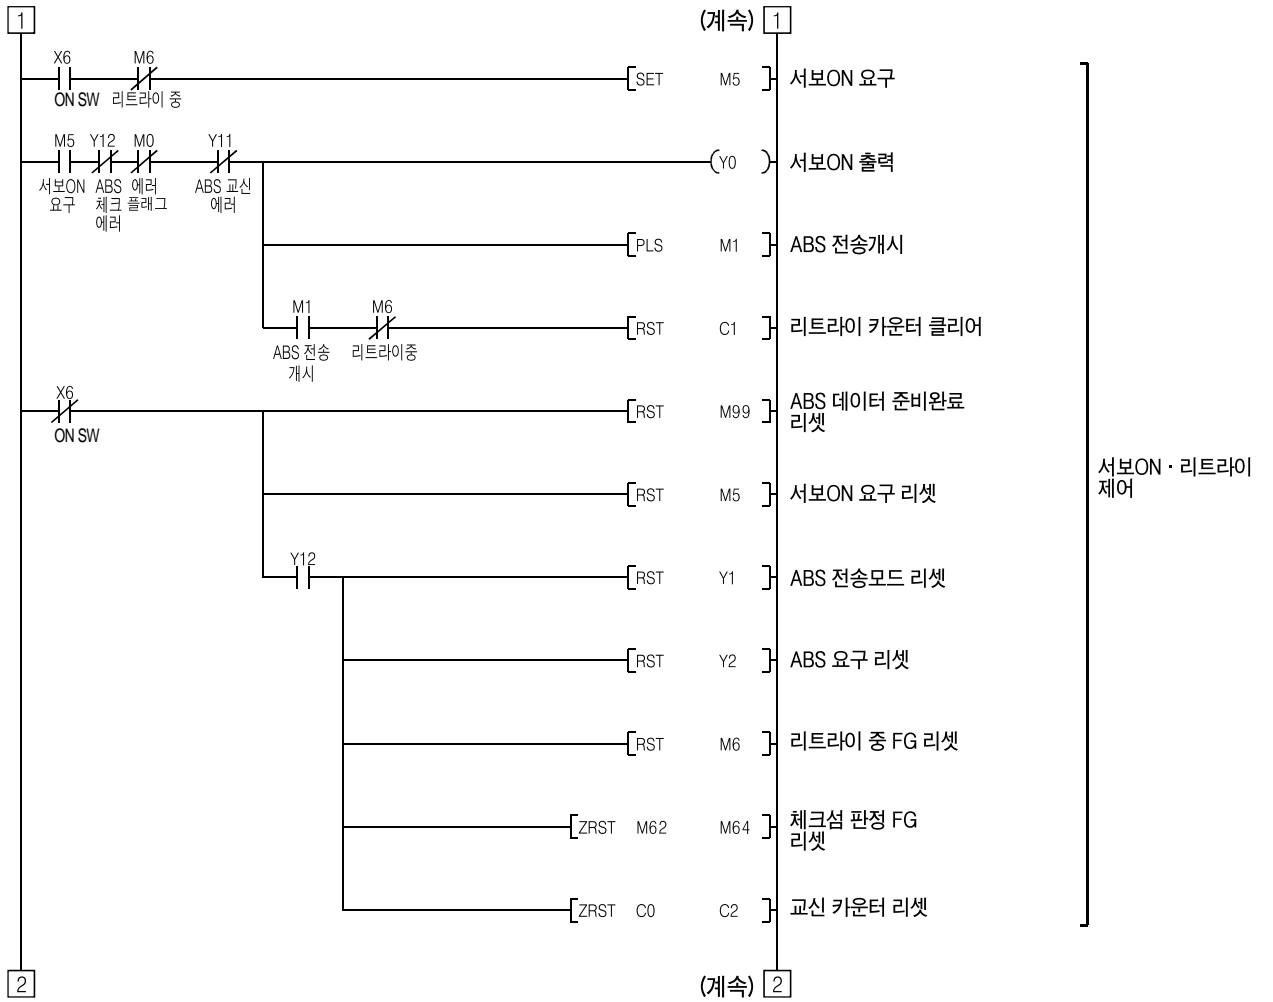 1 (계속) 1
X6 M6
SET M5 서보ON 요구
ON SW 리트라이 중
M5 Y12 M0 Y11
Y0 서보ON 출력
서보ON ABS 에러 ABS 교신
요구 체크 플래그 에러
에러
PLS M1 ABS 전송개시
M1 M6
RST C1 리트라이 카운터 클리어
ABS 전송 리트라이중
개시
X6
RST M99 ABS 데이터 준비완료
리셋
ON SW
서보ON · 리트라이
제어
RST M5 서보ON 요구 리셋
Y12
RST Y1 ABS 전송모드 리셋
RST Y2 ABS 요구 리셋
RST M6 리트라이 중 FG 리셋
ZRST M62 M64 체크섬 판정 FG
리셋
ZRST C0 C2 교신 카운터 리셋
2 (계속) 2